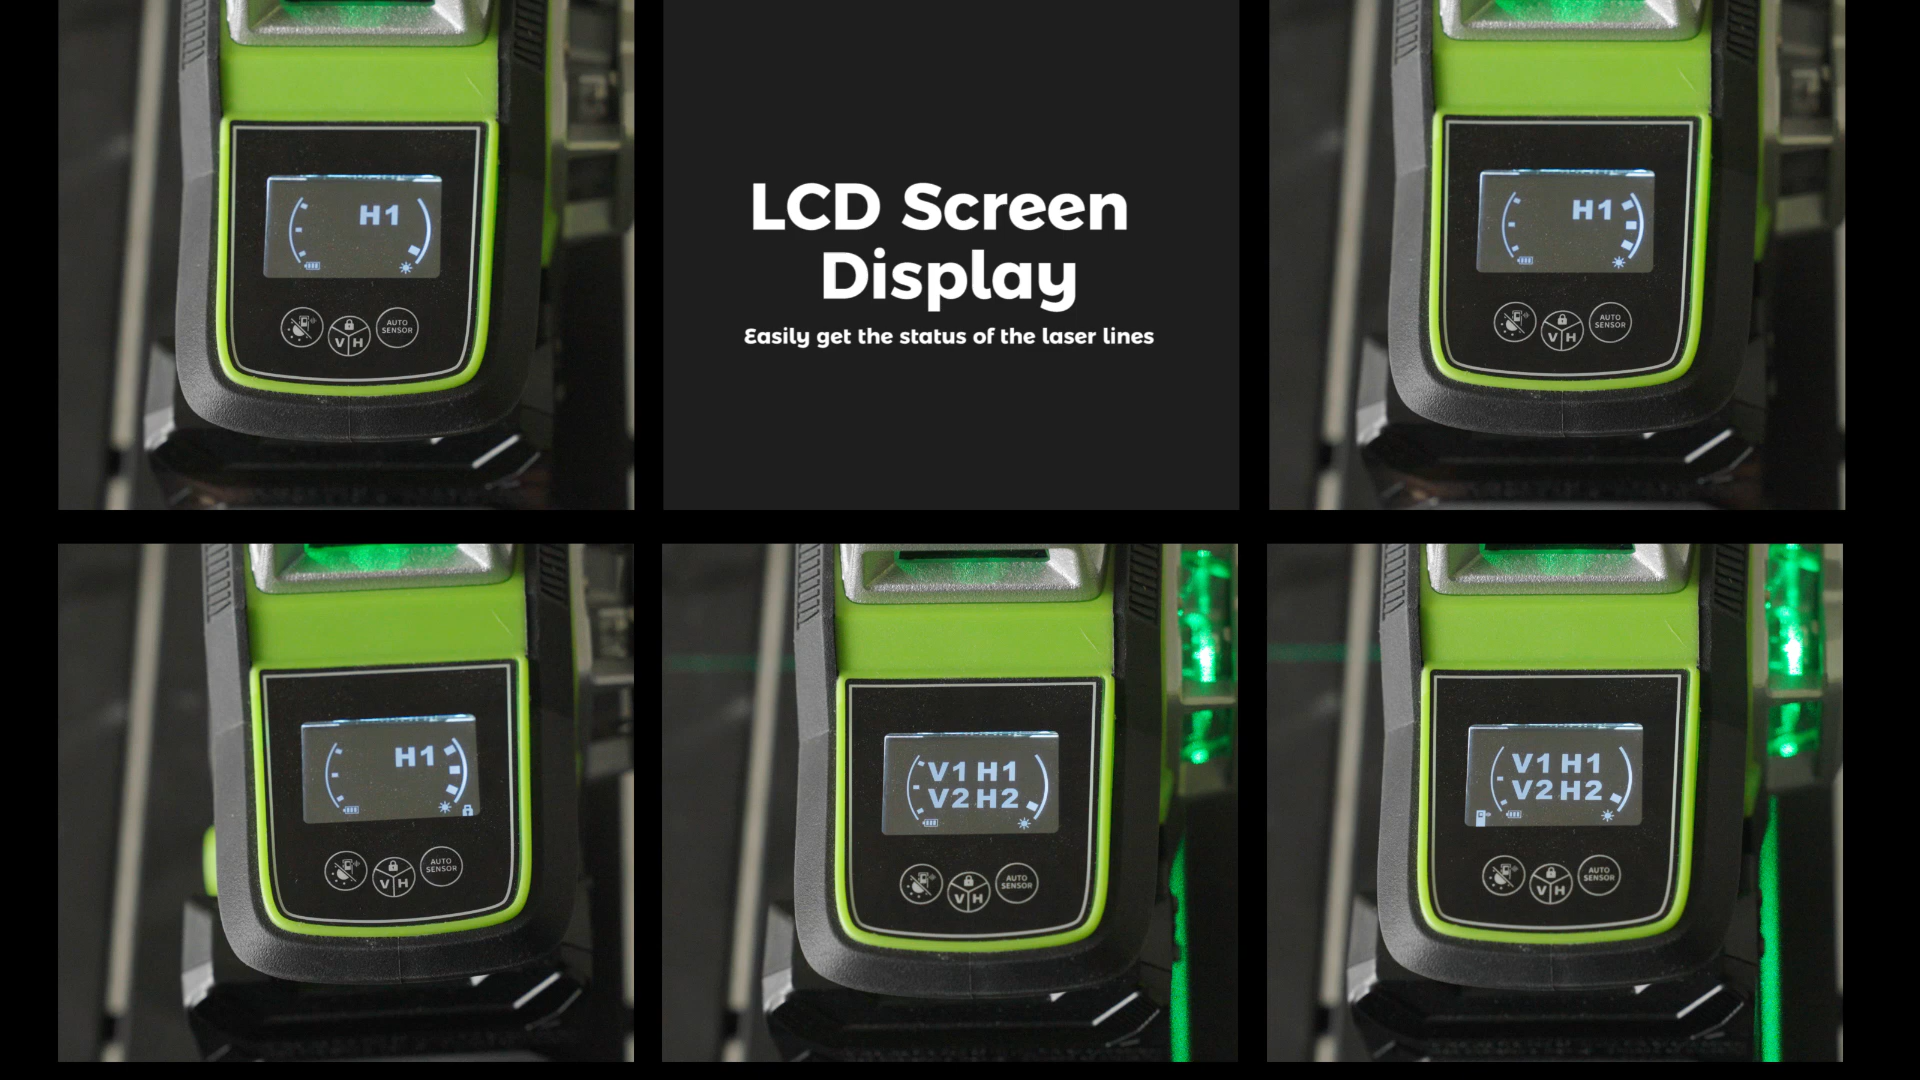 H1
AUTO
SENSOR
V H
LCD Screen
Display
Easily get the status of the laser lines
H1
AUTO
SENSOR
V H
H1
AUTO
SENSOR
V H
V1 H1
V2 H2
AUTO
SENSOR
V H
V1 H1
V2 H2
AUTO
SENSOR
V H